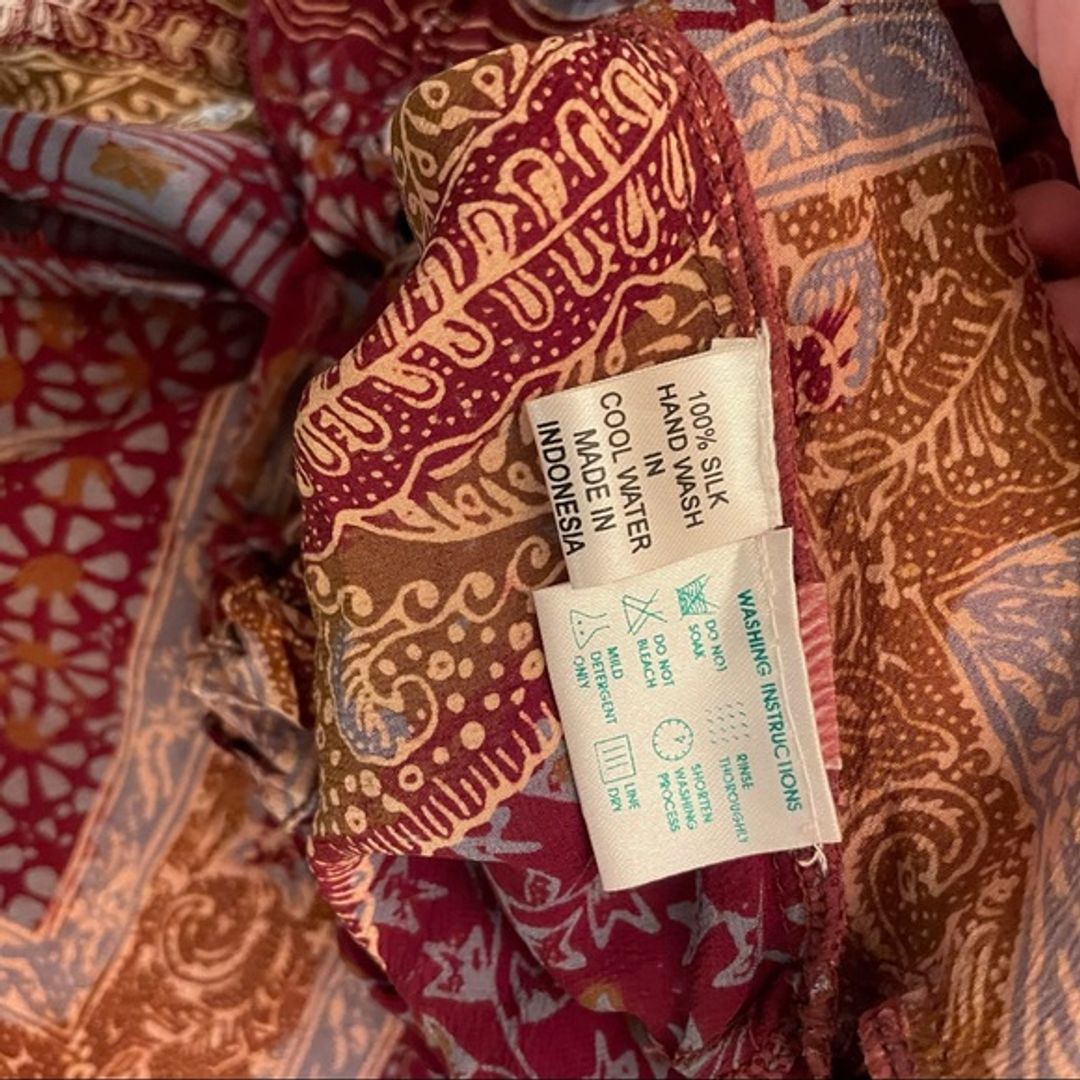 100% SILK
HAND WASH
IN
COOL WATER
MADE IN
INDONESIA
WASHING INSTRUCTIONS
DO NOT
SOAK
RINSE
THOROUGHLY
DO NOT
BLEACH
SHORTEN
WASHING
PROCESS
MILD
DETERGENT
ONLY
LINE
DRY